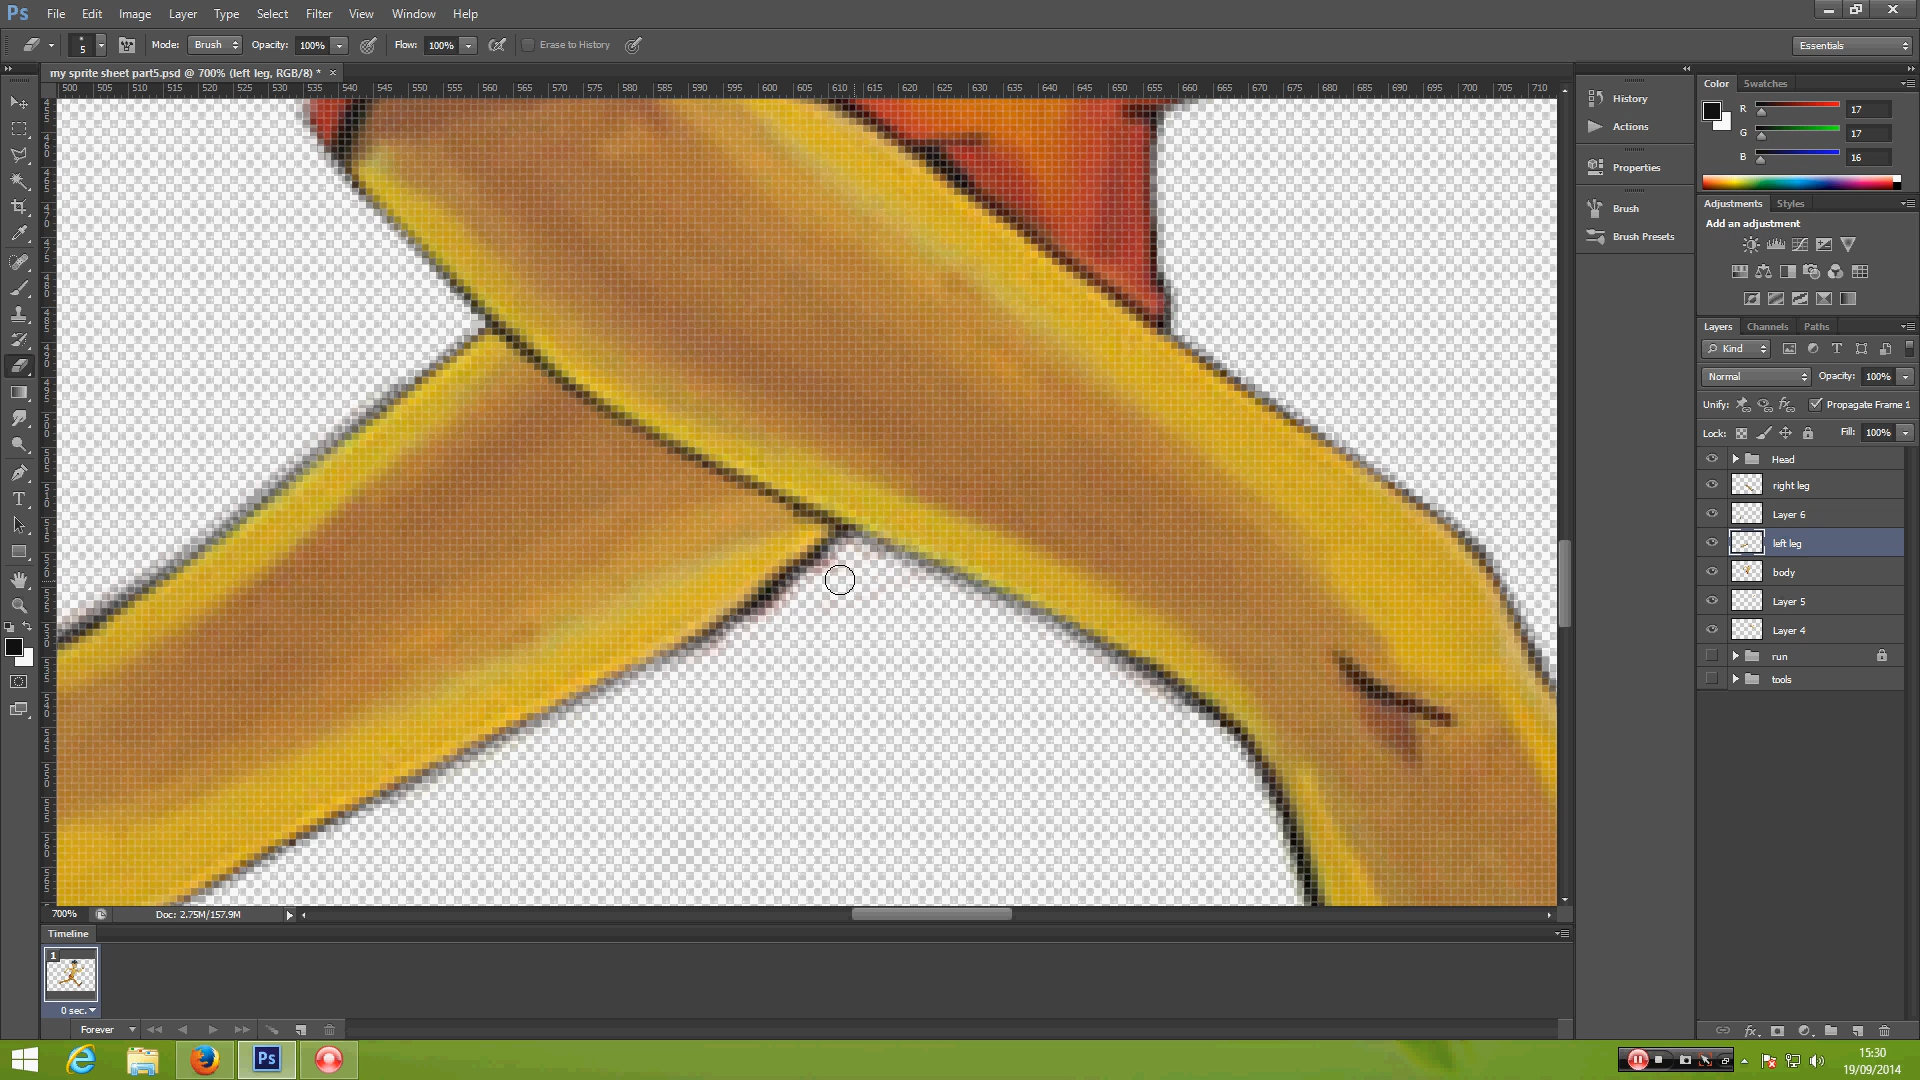 Ps File Edit Image Layer Type Select Filter View Window Help
5 Mode: Brush Opacity: 100% Flow: 100% Erase to History Essentials
my sprite sheet part5.psd @ 700% (left leg, RGB/8) * ×
500 505 510 515 520 525 530 535 540 545 550 555 560 565 570 575 580 585 590 595 600 605 610 615 620 625 630 635 640 645 650 655 660 665 670 675 680 685 690 695 700 705 710
History
Actions
Properties
Brush
Brush Presets
Color Swatches
R 17
G 17
B 16
Adjustments Styles
Add an adjustment
Layers Channels Paths
Kind
Normal Opacity: 100%
Unify: Propagate Frame 1
Lock: Fill: 100%
Head
right leg
Layer 6
left leg
body
Layer 5
Layer 4
run
tools
700% Doc: 2.75M/157.9M
Timeline
1
0 sec.
Forever
Ps
15:30
19/09/2014